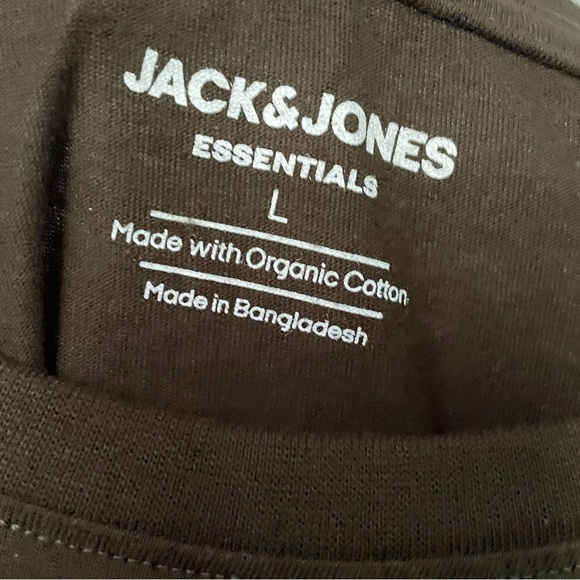 JACK&JONES
ESSENTIALS
L
Made with Organic Cotton
Made in Bangladesh